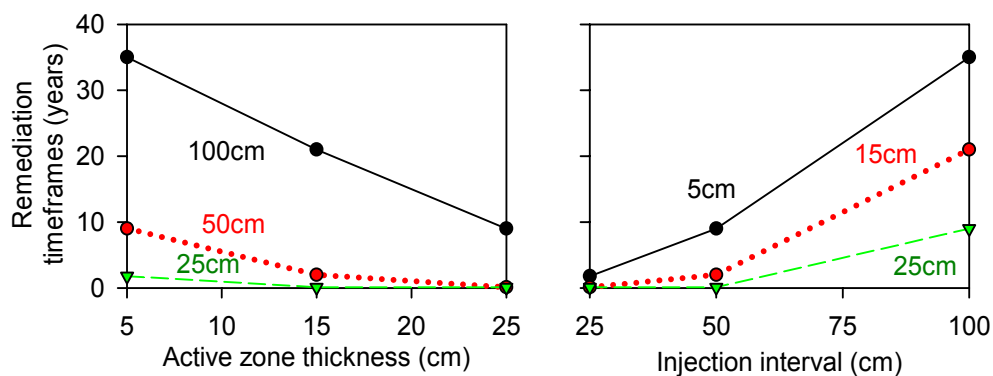 Remediation
timeframes (years)
40
30
20
10
0
100cm
50cm
25cm
5
15
20
25
Active zone thickness (cm)
5cm
15cm
25cm
25
50
75
100
Injection interval (cm)